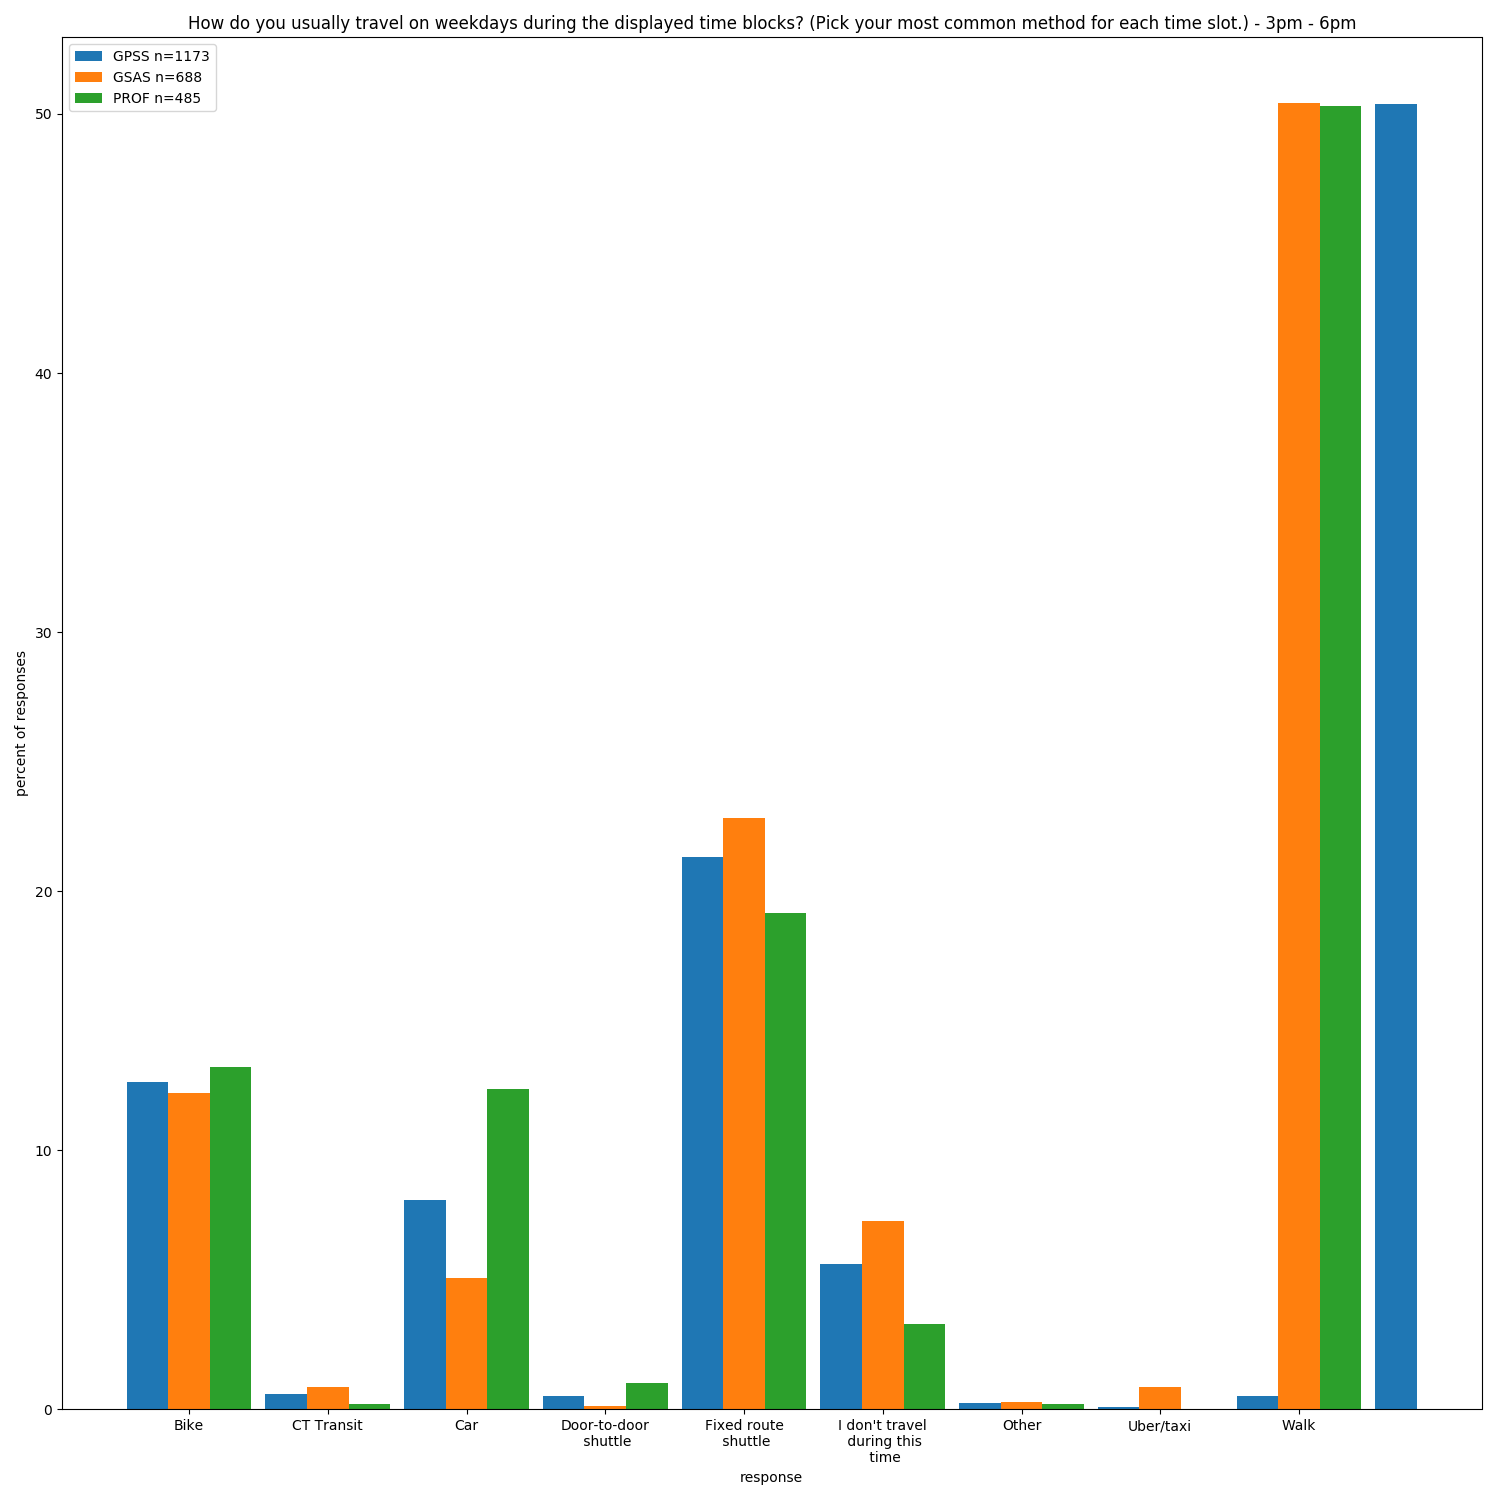 How do you usually travel on weekdays during the displayed time blocks? (Pick your most common method for each time slot.) - 3pm - 6pm
GPSS n=1173
GSAS n=688
PROF n=485
percent of responses
50
40
30
20
10
0
Bike
CT Transit
Car
Door-to-door
shuttle
Fixed route
shuttle
I don't travel
during this
time
Other
Uber/taxi
Walk
response